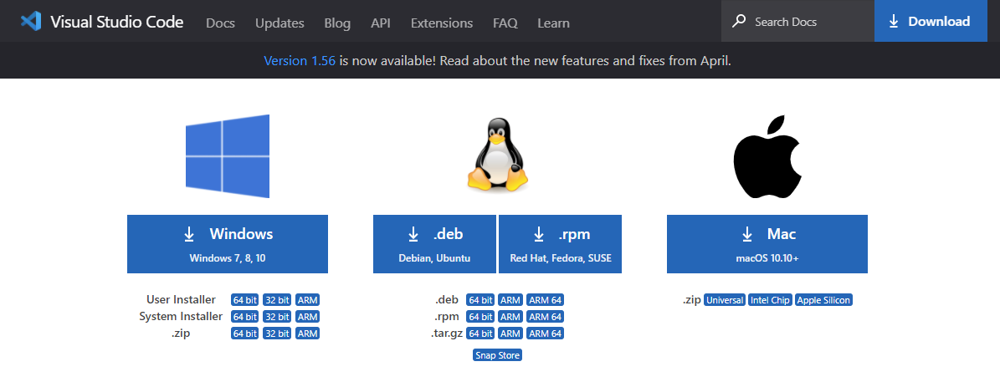 Visual Studio Code Docs Updates Blog API Extensions FAQ Learn Search Docs Download
Version 1.56 is now available! Read about the new features and fixes from April.
Windows
Windows 7, 8, 10
.deb
Debian, Ubuntu
.rpm
Red Hat, Fedora, SUSE
Mac
macOS 10.10+
User Installer 64 bit 32 bit ARM
System Installer 64 bit 32 bit ARM
.zip 64 bit 32 bit ARM
.deb 64 bit ARM ARM 64
.rpm 64 bit ARM ARM 64
.tar.gz 64 bit ARM ARM 64
Snap Store
.zip Universal Intel Chip Apple Silicon